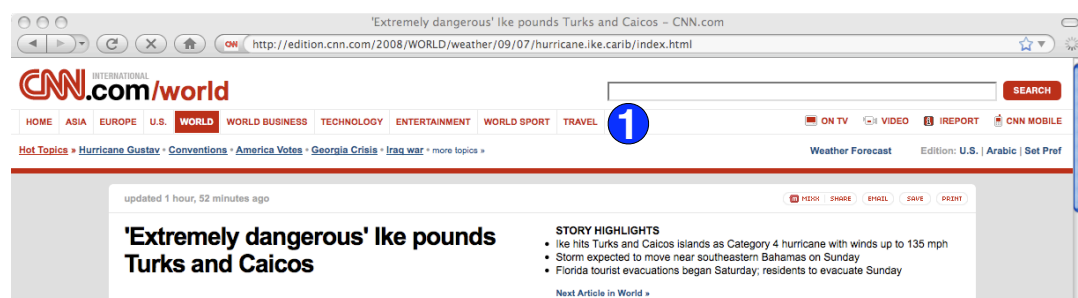 'Extremely dangerous' Ike pounds Turks and Caicos – CNN.com
CNN http://edition.cnn.com/2008/WORLD/weather/09/07/hurricane.ike.carib/index.html
INTERNATIONAL
CNN.com/world
SEARCH
HOME ASIA EUROPE U.S. WORLD WORLD BUSINESS TECHNOLOGY ENTERTAINMENT WORLD SPORT TRAVEL 1 ON TV VIDEO IREPORT CNN MOBILE
Hot Topics » Hurricane Gustav • Conventions • America Votes • Georgia Crisis • Iraq war • more topics » Weather Forecast Edition: U.S. | Arabic | Set Pref
updated 1 hour, 52 minutes ago MIXX SHARE EMAIL SAVE PRINT
'Extremely dangerous' Ike pounds
Turks and Caicos
STORY HIGHLIGHTS
• Ike hits Turks and Caicos islands as Category 4 hurricane with winds up to 135 mph
• Storm expected to move near southeastern Bahamas on Sunday
• Florida tourist evacuations began Saturday; residents to evacuate Sunday
Next Article in World »